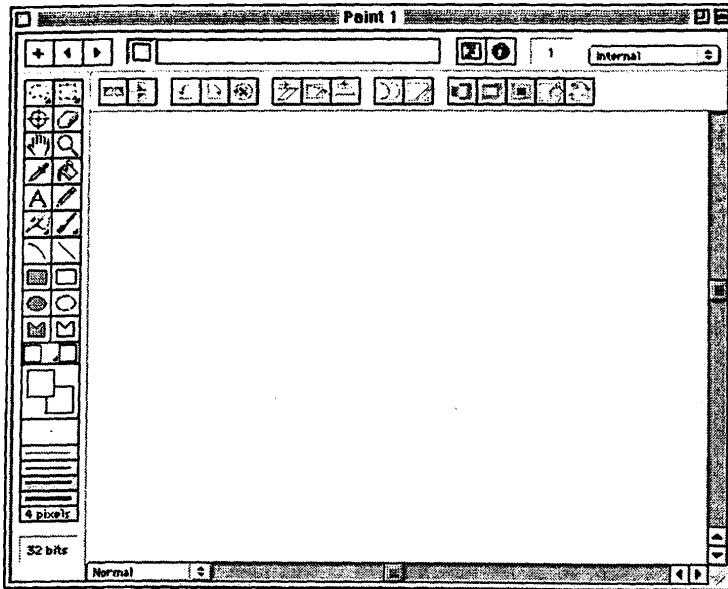 Paint 1
1
Internal
A
4 pixels
32 bits
Normal